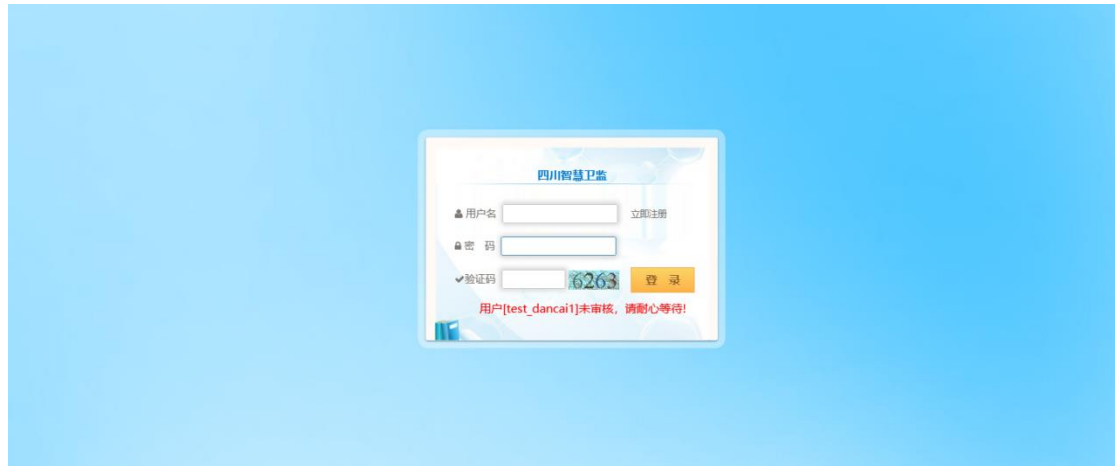 四川智慧卫监
用户名 立即注册
密 码
验证码 6263 登 录
用户[test_dancai1]未审核，请耐心等待!